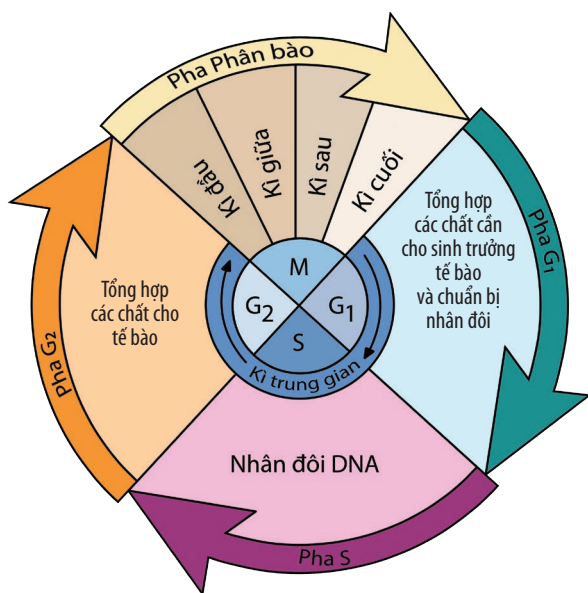 Pha Phân bào
Kì đầu
Kì giữa
Kì sau
Kì cuối
Pha G₁
Tổng hợp
các chất cần
cho sinh trưởng
tế bào
và chuẩn bị
nhân đôi
Tổng hợp
các chất cho
tế bào
Pha G₂
M
G₂
G₁
S
Kì trung gian
Nhân đôi DNA
Pha S